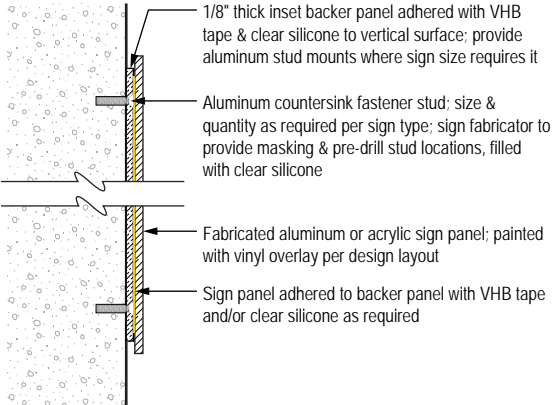 1/8" thick inset backer panel adhered with VHB
tape & clear silicone to vertical surface; provide
aluminum stud mounts where sign size requires it
Aluminum countersink fastener stud; size &
quantity as required per sign type; sign fabricator to
provide masking & pre-drill stud locations, filled
with clear silicone
Fabricated aluminum or acrylic sign panel; painted
with vinyl overlay per design layout
Sign panel adhered to backer panel with VHB tape
and/or clear silicone as required